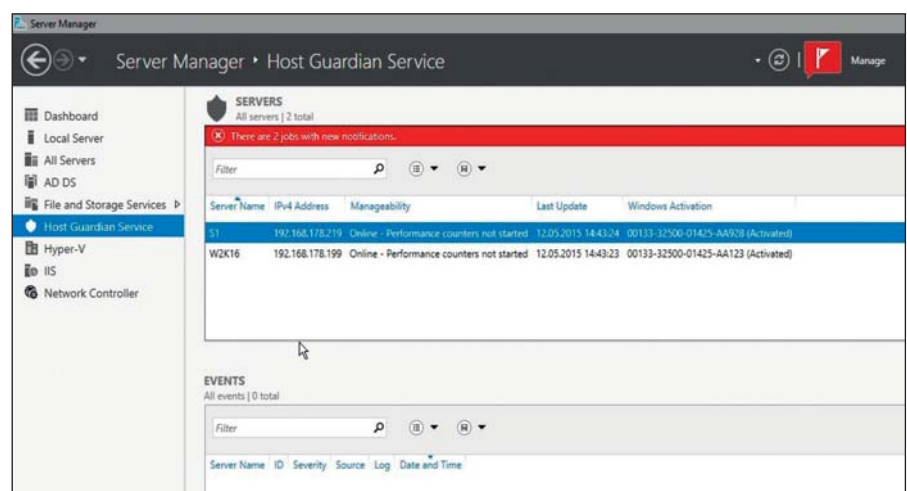 Server Manager
Server Manager • Host Guardian Service
Manage
Dashboard
Local Server
All Servers
AD DS
File and Storage Services
Host Guardian Service
Hyper-V
IIS
Network Controller
SERVERS
All servers | 2 total
There are 2 jobs with new notifications.
Filter
Server Name IPv4 Address Manageability Last Update Windows Activation
S1 192.168.178.219 Online - Performance counters not started 12.05.2015 14:43:24 00133-32500-01425-AA928 (Activated)
W2K16 192.168.178.199 Online - Performance counters not started 12.05.2015 14:43:23 00133-32500-01425-AA123 (Activated)
EVENTS
All events | 0 total
Filter
Server Name ID Severity Source Log Date and Time